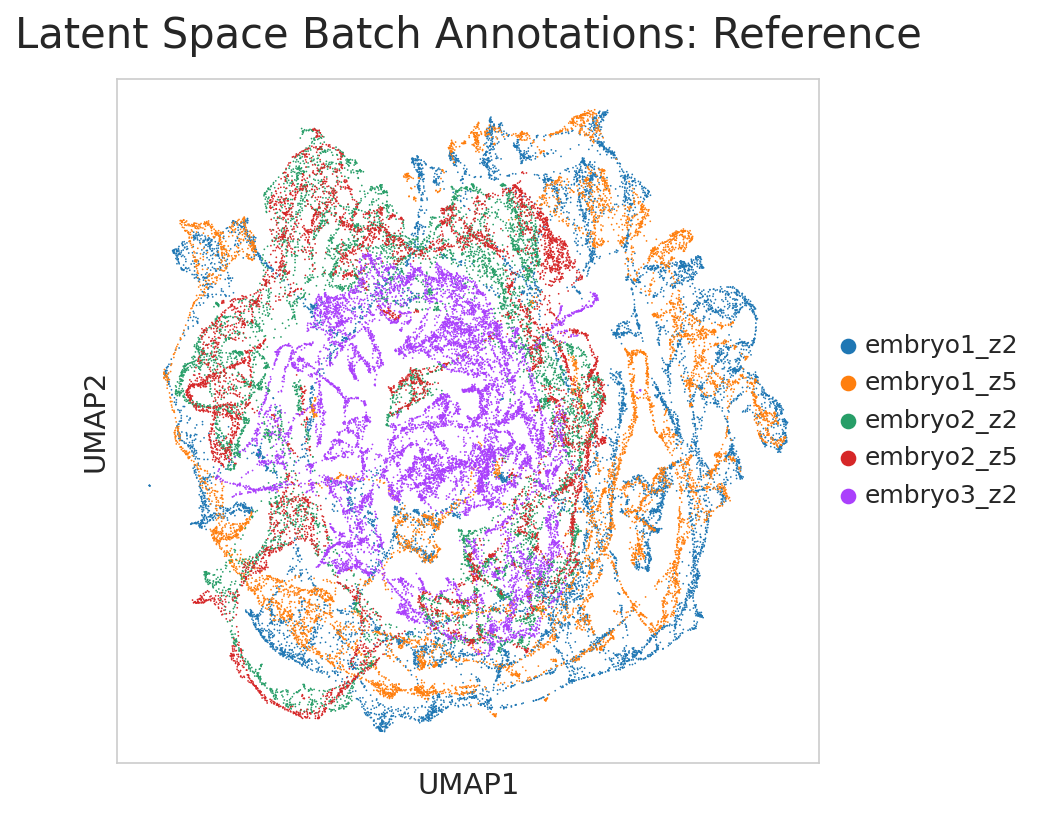 Latent Space Batch Annotations: Reference
UMAP2
embryo1_z2
embryo1_z5
embryo2_z2
embryo2_z5
embryo3_z2
UMAP1